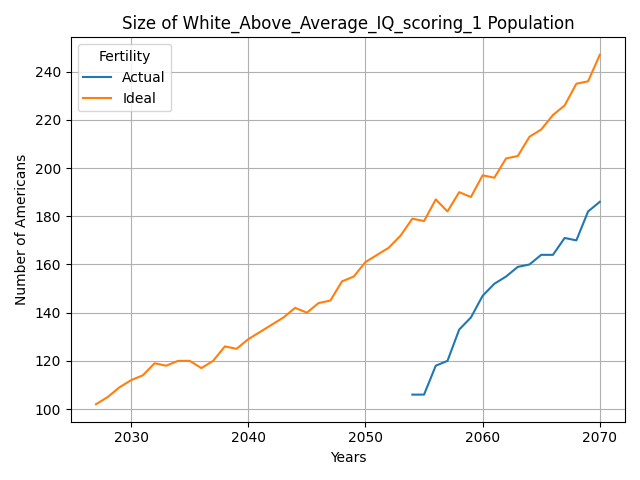 Size of White_Above_Average_IQ_scoring_1 Population
Fertility
Actual
Ideal
Number of Americans
240
220
200
180
160
140
120
100
2030 2040 2050 2060 2070
Years